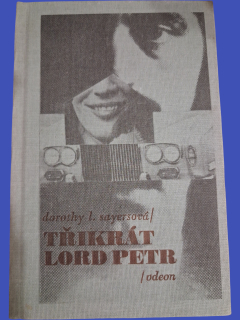 dorothy l. sayersová/
TŘIKRÁT
LORD PETR
/odeon